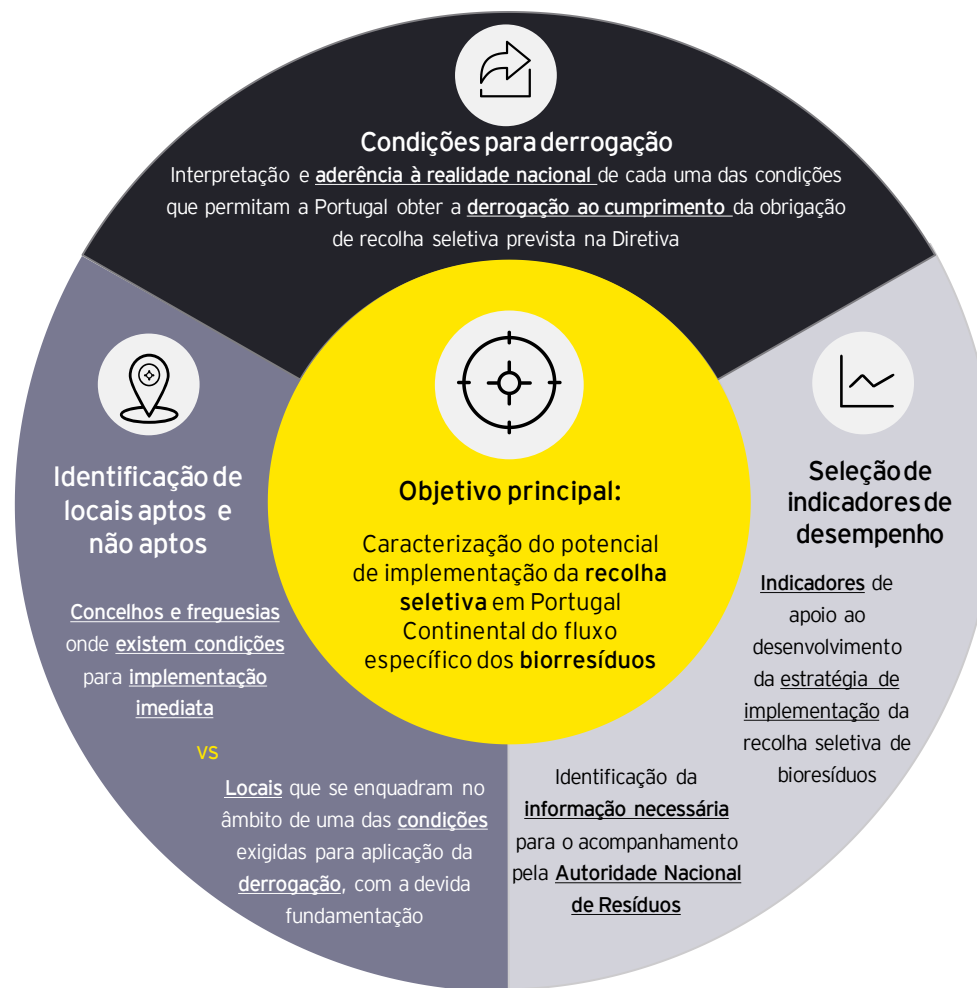 Condições para derrogação
Interpretação e aderência à realidade nacional de cada uma das condições
que permitam a Portugal obter a derrogação ao cumprimento da obrigação
de recolha seletiva prevista na Diretiva
Objetivo principal:
Caracterização do potencial
de implementação da recolha
seletiva em Portugal
Continental do fluxo
específico dos biorresíduos
Identificação de
locais aptos e
não aptos
Concelhos e freguesias
onde existem condições
para implementação
imediata
vs
Locais que se enquadram no
âmbito de uma das condições
exigidas para aplicação da
derrogação, com a devida
fundamentação
Seleção de
indicadores de
desempenho
Indicadores de
apoio ao
desenvolvimento
da estratégia de
implementação da
recolha seletiva de
bioresíduos
Identificação da
informação necessária
para o acompanhamento
pela Autoridade Nacional
de Resíduos